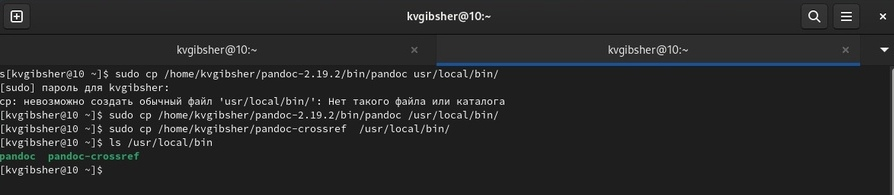 kvgibsher@10:~
kvgibsher@10:~
kvgibsher@10:~
s[kvgibsher@10 ~]$ sudo cp /home/kvgibsher/pandoc-2.19.2/bin/pandoc usr/local/bin/
[sudo] пароль для kvgibsher:
cp: невозможно создать обычный файл 'usr/local/bin/': Нет такого файла или каталога
[kvgibsher@10 ~]$ sudo cp /home/kvgibsher/pandoc-2.19.2/bin/pandoc /usr/local/bin/
[kvgibsher@10 ~]$ sudo cp /home/kvgibsher/pandoc-crossref  /usr/local/bin/
[kvgibsher@10 ~]$ ls /usr/local/bin
pandoc  pandoc-crossref
[kvgibsher@10 ~]$